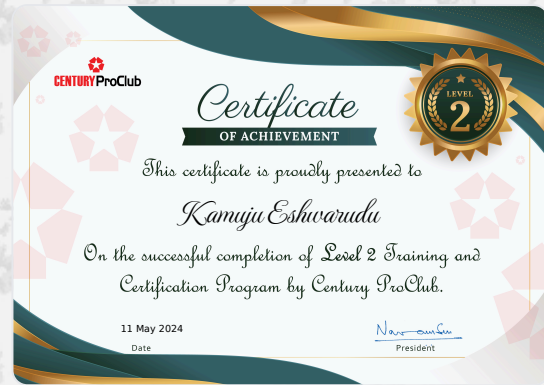 CENTURY ProClub
LEVEL
2
Certificate
OF ACHIEVEMENT
This certificate is proudly presented to
Kamuju Eshwarudu
On the successful completion of Level 2 Training and
Certification Program by Century ProClub.
11 May 2024
Date
President